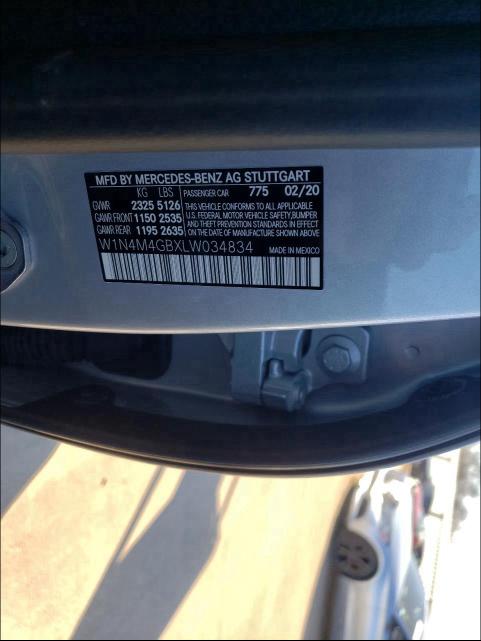 MFD BY MERCEDES-BENZ AG STUTTGART
KG LBS PASSENGER CAR 775 02/20
GVWR 2325 5126 THIS VEHICLE CONFORMS TO ALL APPLICABLE
GAWR FRONT 1150 2535 U.S. FEDERAL MOTOR VEHICLE SAFETY, BUMPER
GAWR REAR 1195 2635 AND THEFT PREVENTION STANDARDS IN EFFECT
ON THE DATE OF MANUFACTURE SHOWN ABOVE.
W1N4M4GBXLW034834 MADE IN MEXICO